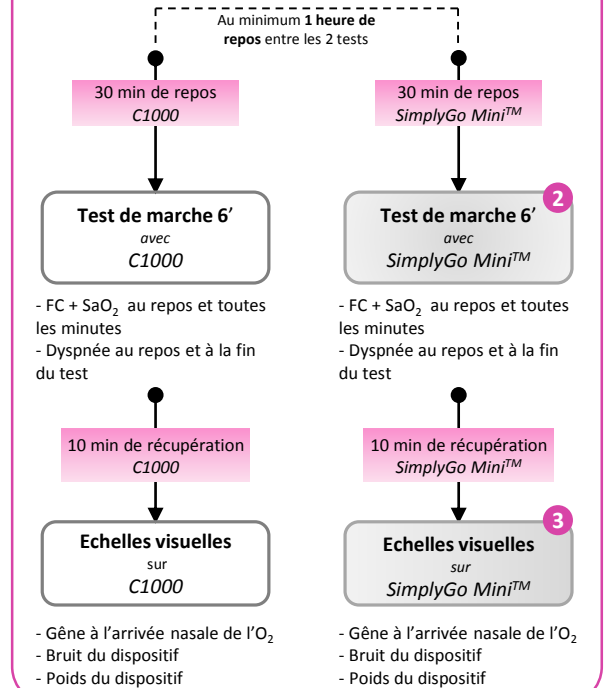 Au minimum 1 heure de
repos entre les 2 tests
30 min de repos
C1000
30 min de repos
SimplyGo Mini™
Test de marche 6’
avec
C1000
2
Test de marche 6’
avec
SimplyGo Mini™
- FC + SaO₂ au repos et toutes
les minutes
- Dyspnée au repos et à la fin
du test
- FC + SaO₂ au repos et toutes
les minutes
- Dyspnée au repos et à la fin
du test
10 min de récupération
C1000
10 min de récupération
SimplyGo Mini™
Echelles visuelles
sur
C1000
3
Echelles visuelles
sur
SimplyGo Mini™
- Gêne à l’arrivée nasale de l’O₂
- Bruit du dispositif
- Poids du dispositif
- Gêne à l’arrivée nasale de l’O₂
- Bruit du dispositif
- Poids du dispositif